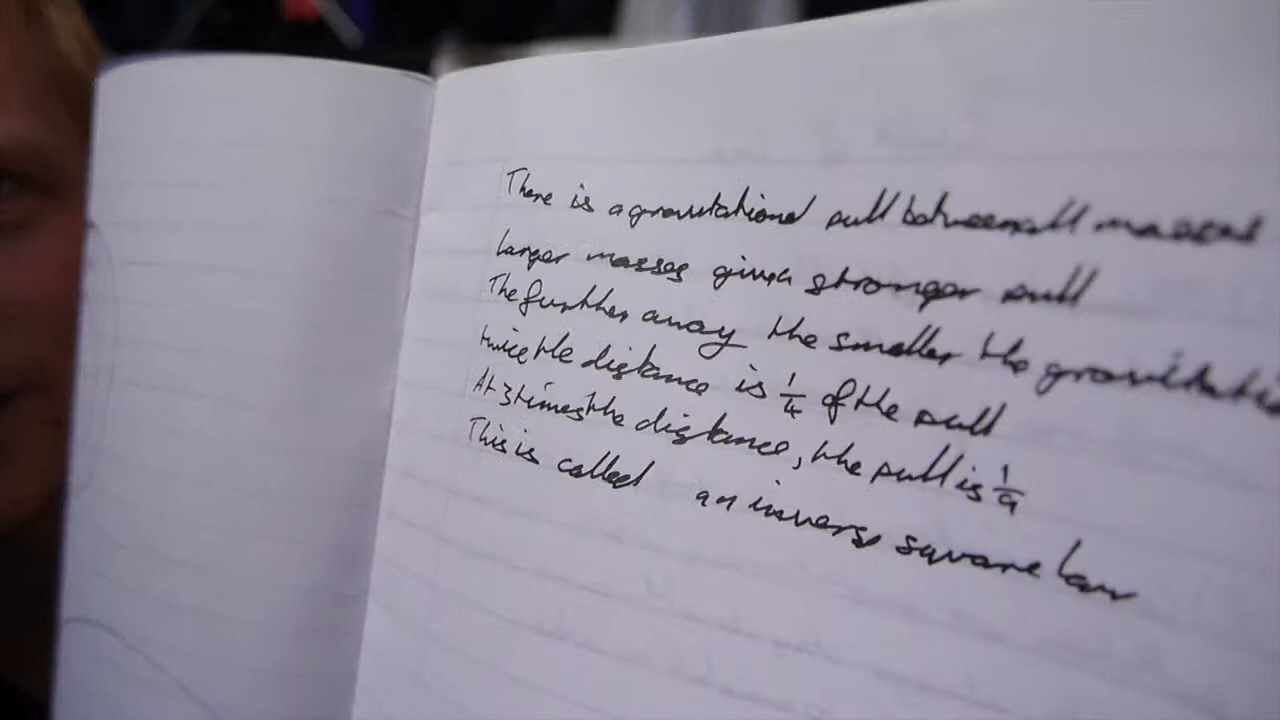 There is a gravitational pull between all masses
larger masses give a stronger pull
The further away the smaller the gravitatio
twice the distance is 1/4 of the pull
At 3 times the distance, the pull is 1/9
This is called an inverse square law